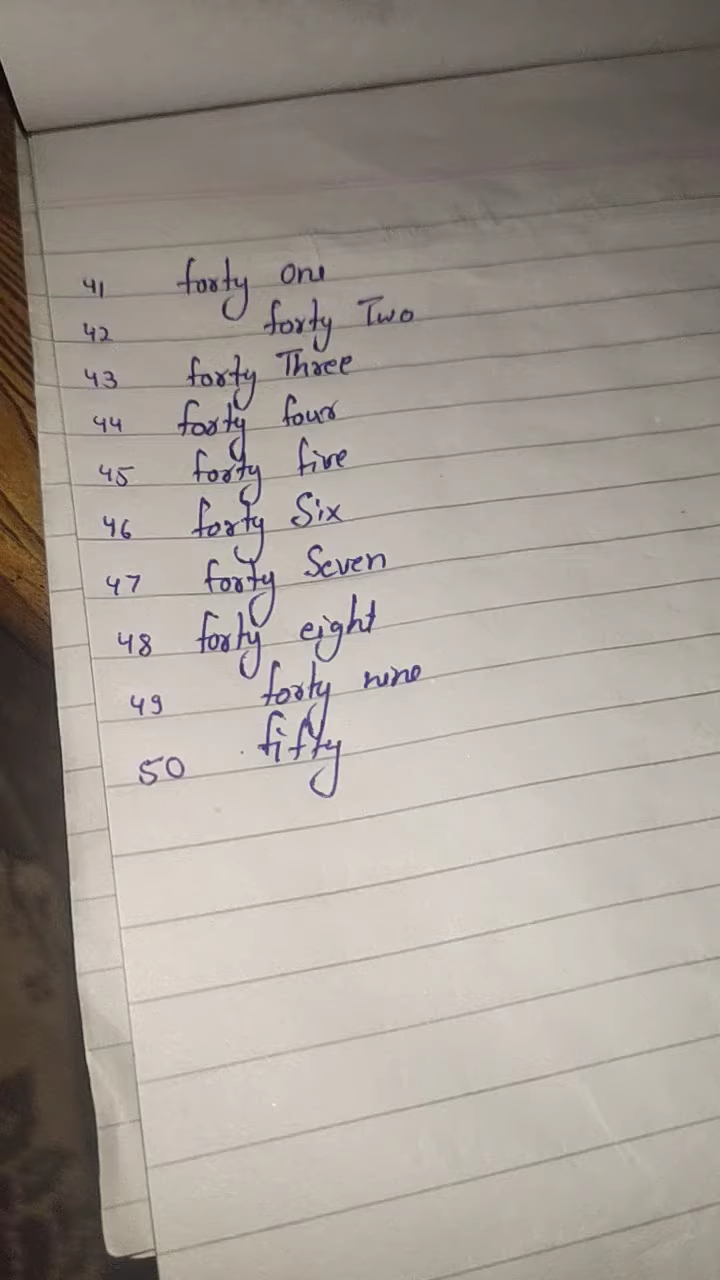 41 forty one
42 forty Two
43 forty Three
44 forty four
45 forty five
46 forty Six
47 forty Seven
48 forty eight
49 forty nine
50 fifty